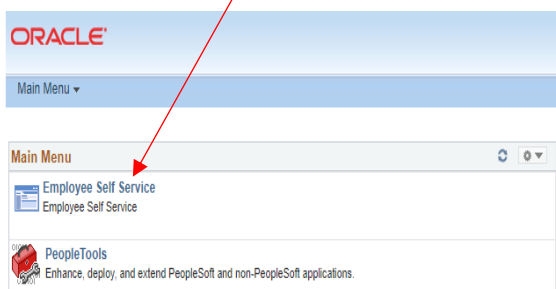 ORACLE
Main Menu
Main Menu
Employee Self Service
Employee Self Service
PeopleTools
Enhance, deploy, and extend PeopleSoft and non-PeopleSoft applications.